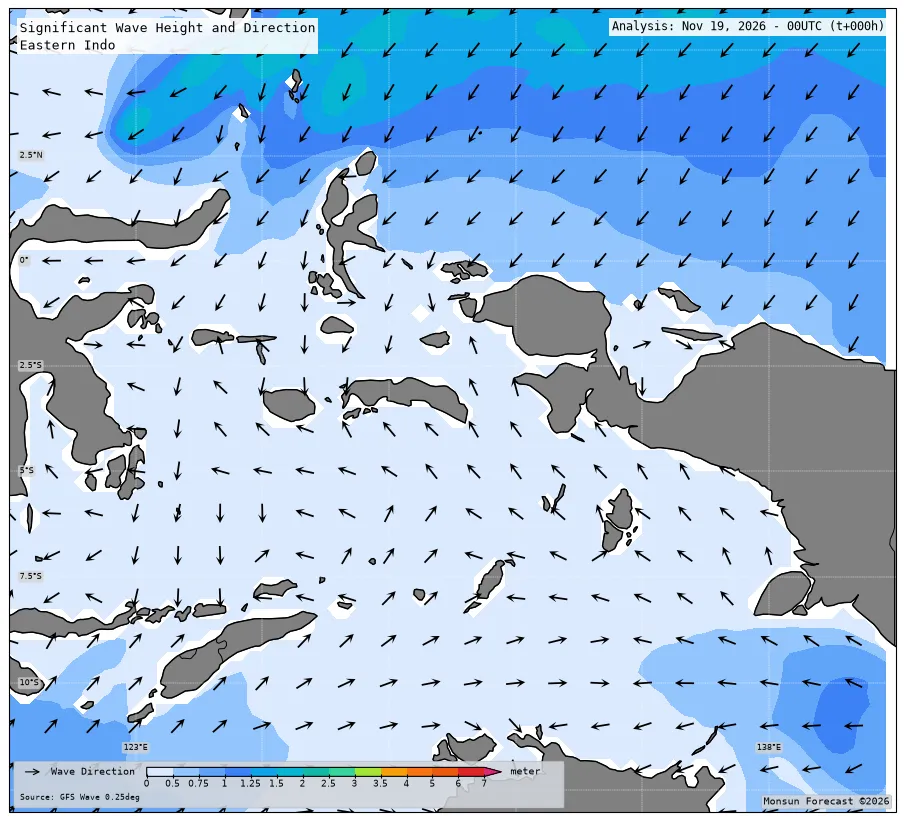 Significant Wave Height and Direction
Eastern Indo
Analysis: Nov 19, 2026 - 00UTC (t+000h)
2.5°N
0°
2.5°S
5°S
7.5°S
10°S
123°E
138°E
Wave Direction
meter
0 0.5 0.75 1 1.25 1.5 2 2.5 3 3.5 4 5 6 7
Source: GFS Wave 0.25deg
Monsun Forecast ©2026